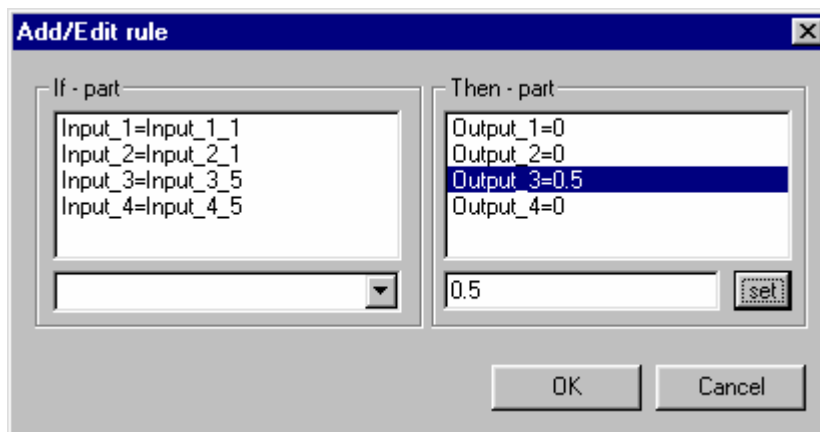 Add/Edit rule
If - part
Input_1=Input_1_1
Input_2=Input_2_1
Input_3=Input_3_5
Input_4=Input_4_5
Then - part
Output_1=0
Output_2=0
Output_3=0.5
Output_4=0
0.5
set
OK
Cancel